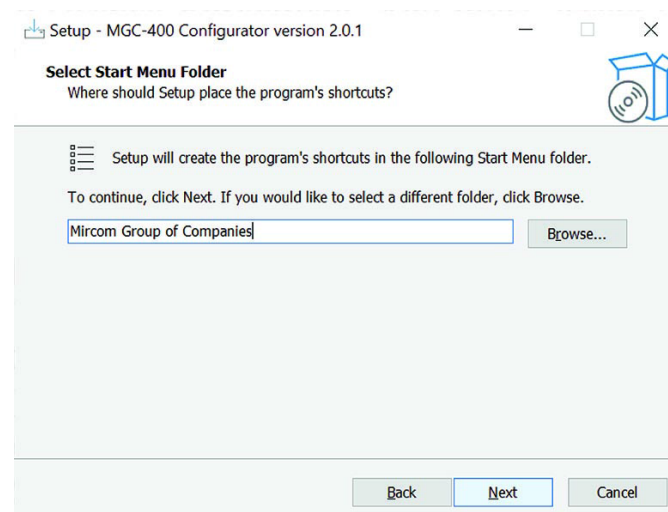 Setup - MGC-400 Configurator version 2.0.1
Select Start Menu Folder
Where should Setup place the program's shortcuts?
Setup will create the program's shortcuts in the following Start Menu folder.
To continue, click Next. If you would like to select a different folder, click Browse.
Mircom Group of Companies
Browse...
Back
Next
Cancel